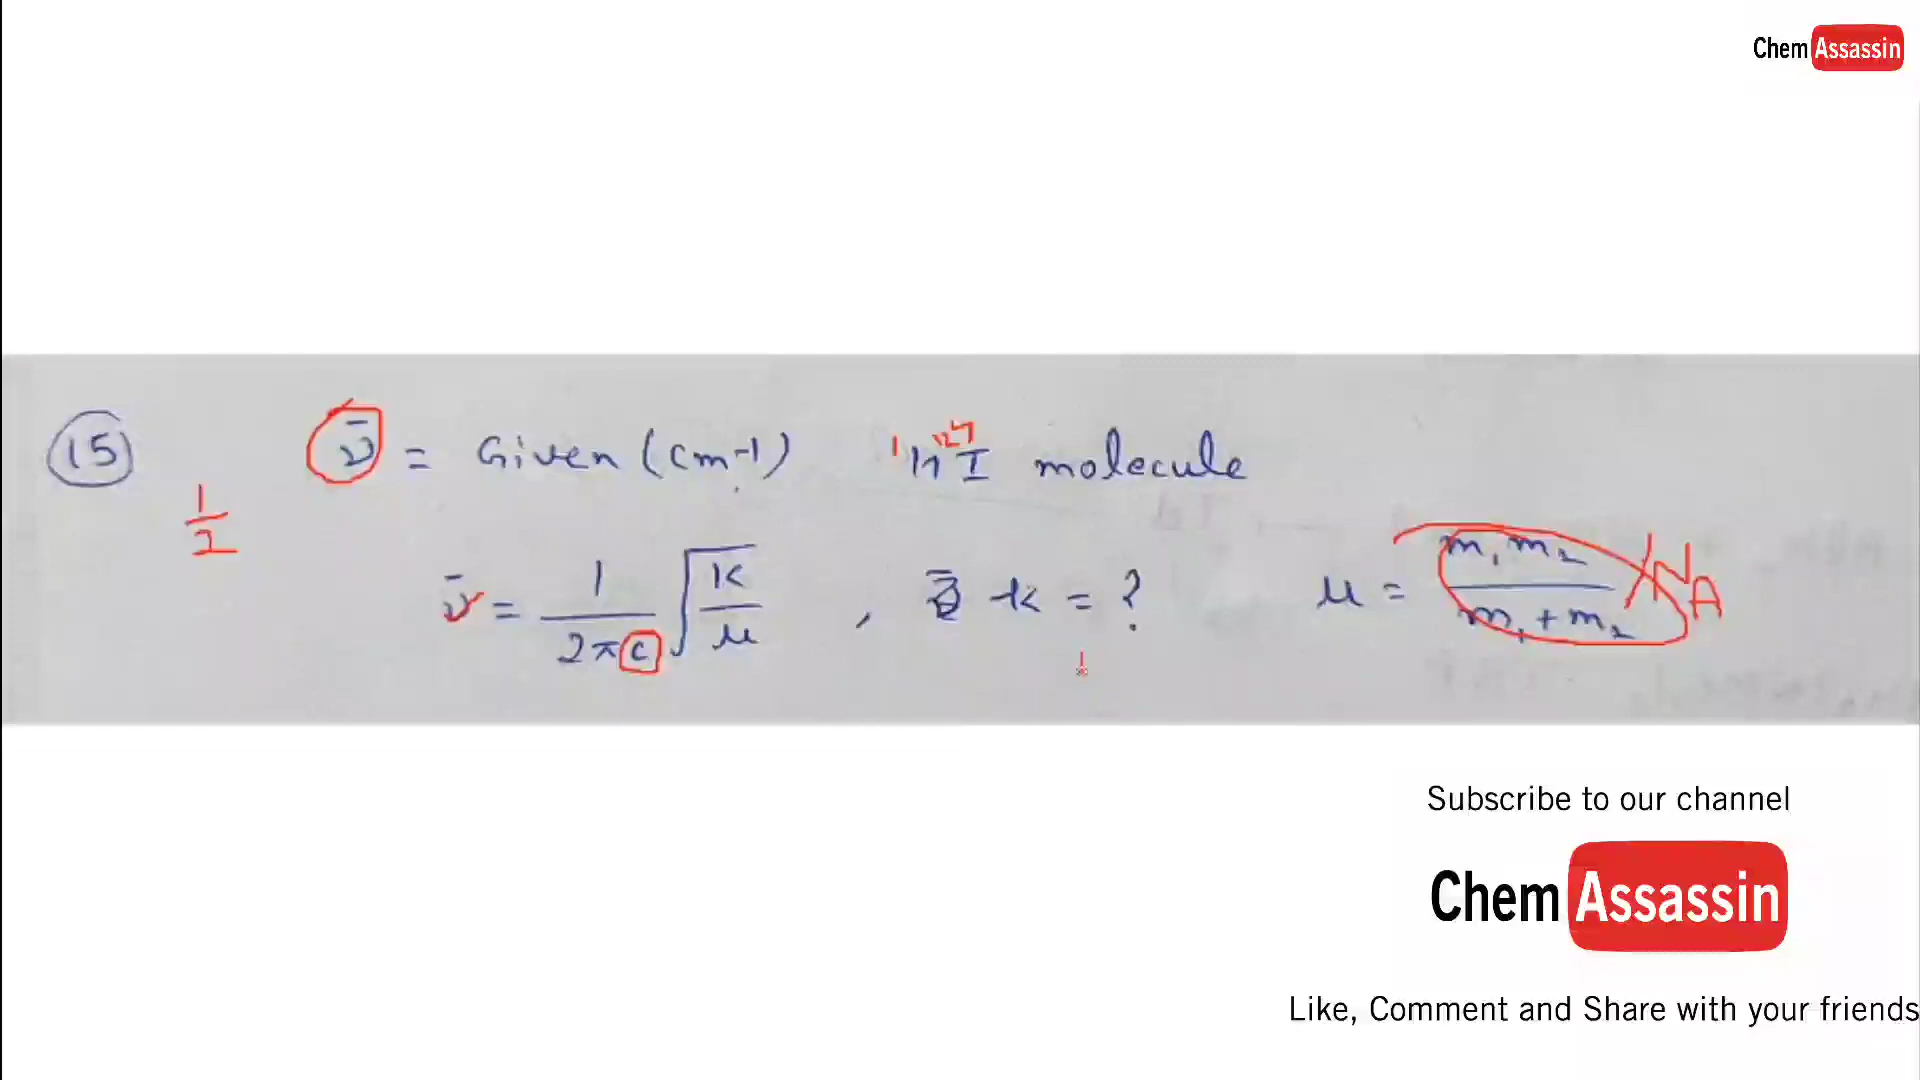 Chem Assassin
15 ν̄ = Given (cm-1) ¹H¹²⁷I molecule
1/2
ν̄ = 1/2πc √k/μ , k = ? μ = m₁m₂/m₁+m₂ /NA
Subscribe to our channel
Chem Assassin
Like, Comment and Share with your friends